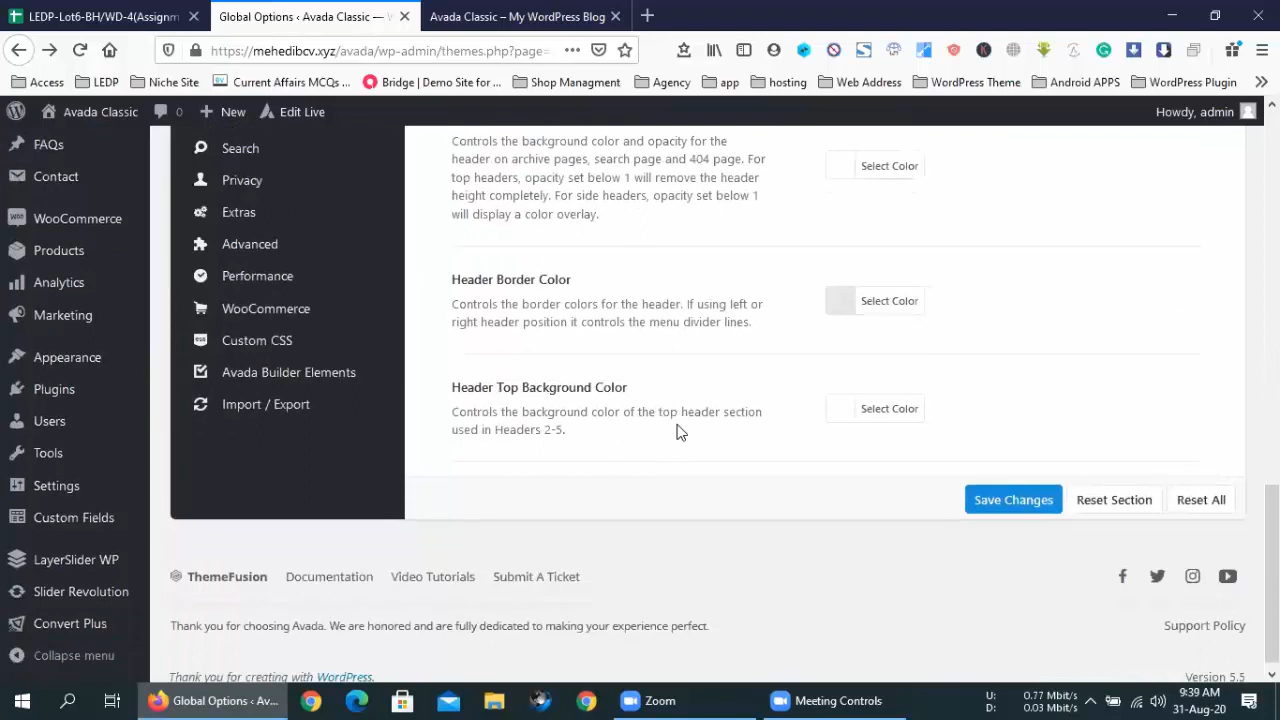 LEDP-Lot6-BH/WD-4(Assignm
Global Options ‹ Avada Classic — W
Avada Classic – My WordPress Blog
https://mehedibcv.xyz/avada/wp-admin/themes.php?page=
Access
LEDP
Niche Site
Current Affairs MCQs ...
Bridge | Demo Site for ...
Shop Managment
Agency
app
hosting
Web Address
WordPress Theme
Android APPS
WordPress Plugin
Avada Classic
0
New
Edit Live
Howdy, admin
FAQs
Contact
WooCommerce
Products
Analytics
Marketing
Appearance
Plugins
Users
Tools
Settings
Custom Fields
LayerSlider WP
Slider Revolution
Convert Plus
Collapse menu
Search
Privacy
Extras
Advanced
Performance
WooCommerce
Custom CSS
Avada Builder Elements
Import / Export
Controls the background color and opacity for the
header on archive pages, search page and 404 page. For
top headers, opacity set below 1 will remove the header
height completely. For side headers, opacity set below 1
will display a color overlay.
Select Color
Header Border Color
Controls the border colors for the header. If using left or
right header position it controls the menu divider lines.
Select Color
Header Top Background Color
Controls the background color of the top header section
used in Headers 2-5.
Select Color
Save Changes
Reset Section
Reset All
ThemeFusion
Documentation
Video Tutorials
Submit A Ticket
Thank you for choosing Avada. We are honored and are fully dedicated to making your experience perfect.
Support Policy
Thank you for creating with WordPress.
Version 5.5
Global Options ‹ Av...
Zoom
Meeting Controls
U: 0.77 Mbit/s
D: 0.03 Mbit/s
9:39 AM
31-Aug-20